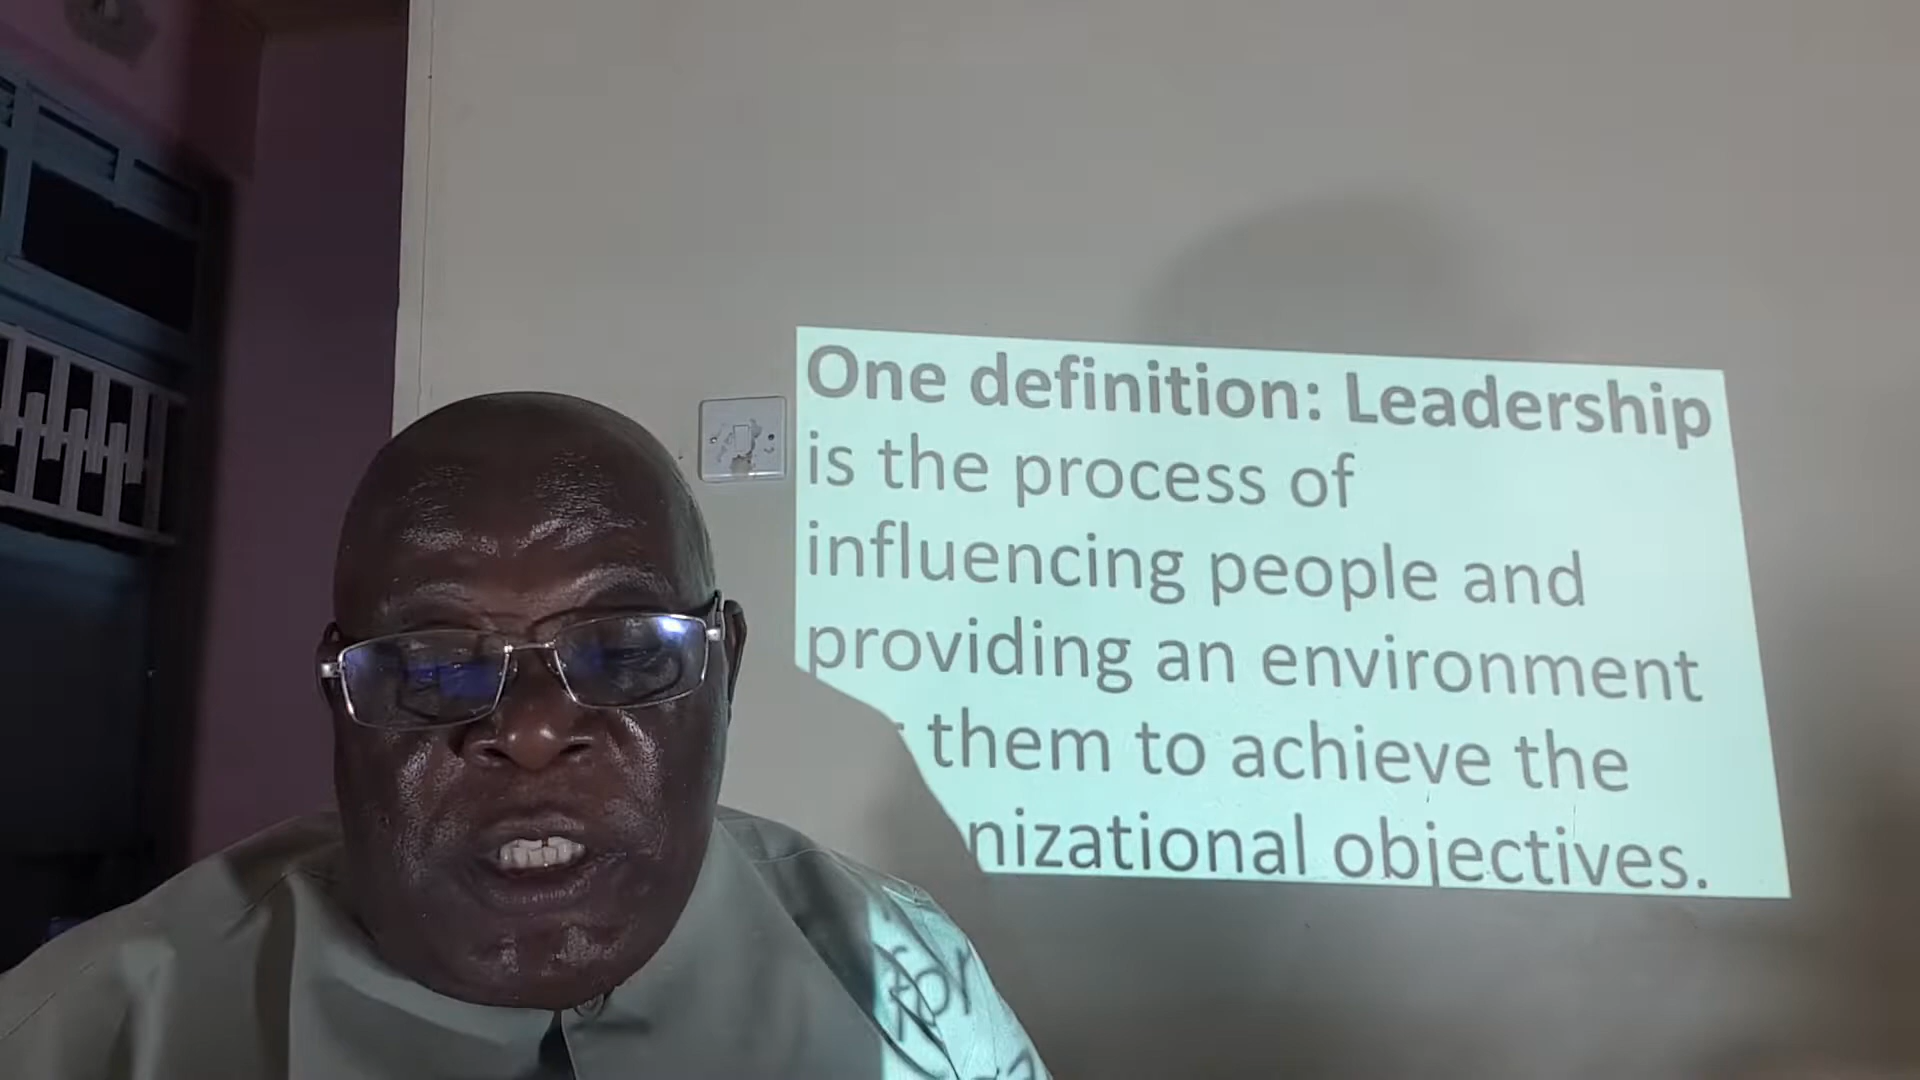 One definition: Leadership
is the process of
influencing people and
providing an environment
them to achieve the
nizational objectives.
for